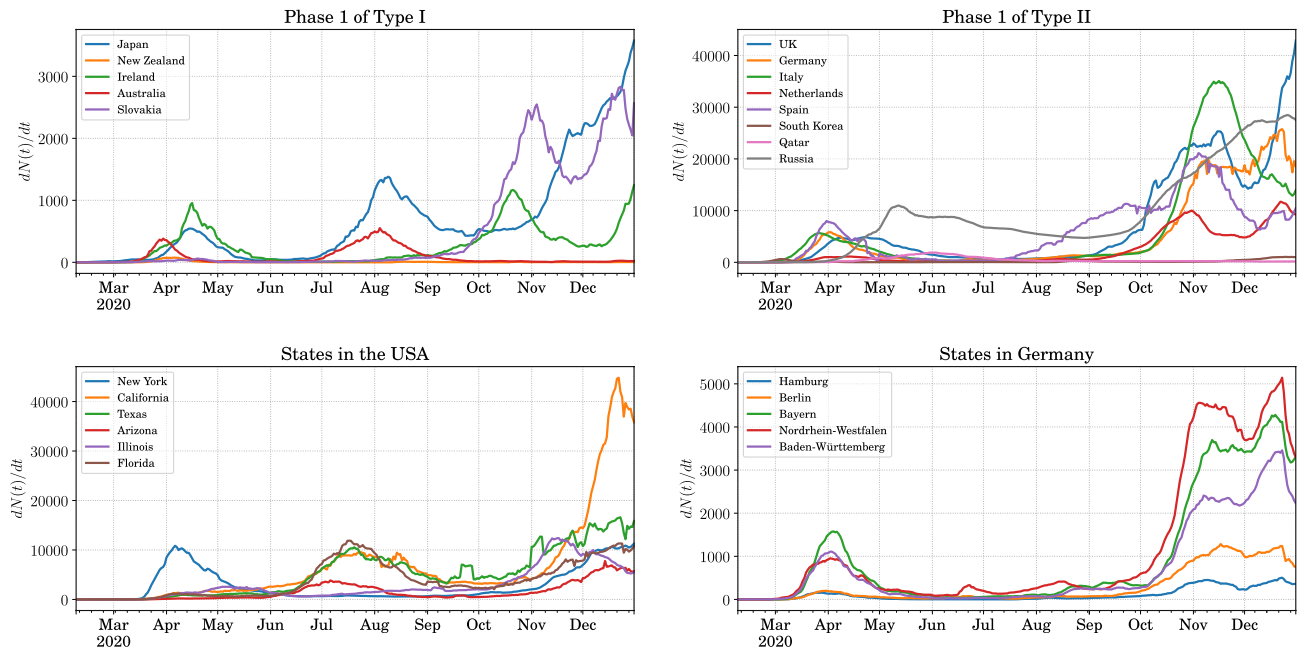 Phase 1 of Type I
dN(t)/dt
3000
2000
1000
0
Japan
New Zealand
Ireland
Australia
Slovakia
Mar Apr May Jun Jul Aug Sep Oct Nov Dec
2020
Phase 1 of Type II
dN(t)/dt
40000
30000
20000
10000
0
UK
Germany
Italy
Netherlands
Spain
South Korea
Qatar
Russia
Mar Apr May Jun Jul Aug Sep Oct Nov Dec
2020
States in the USA
dN(t)/dt
40000
30000
20000
10000
0
New York
California
Texas
Arizona
Illinois
Florida
Mar Apr May Jun Jul Aug Sep Oct Nov Dec
2020
States in Germany
dN(t)/dt
5000
4000
3000
2000
1000
0
Hamburg
Berlin
Bayern
Nordrhein-Westfalen
Baden-Württemberg
Mar Apr May Jun Jul Aug Sep Oct Nov Dec
2020